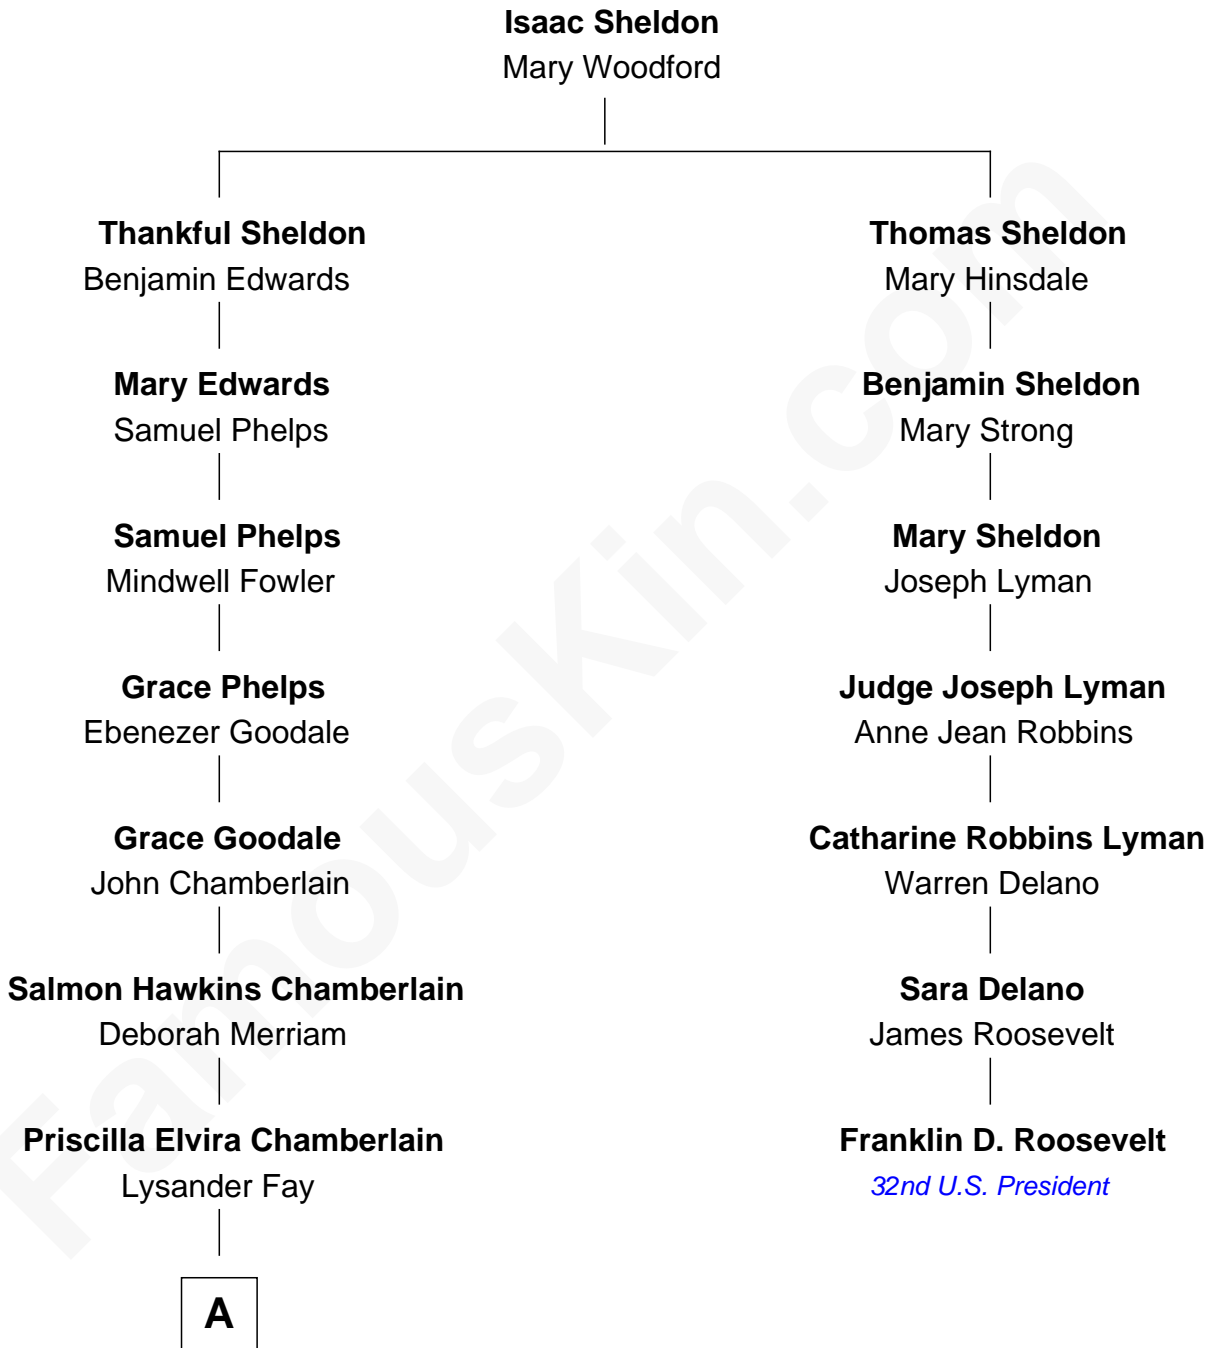 Isaac Sheldon
Mary Woodford
Thankful Sheldon
Benjamin Edwards
Thomas Sheldon
Mary Hinsdale
Mary Edwards
Samuel Phelps
Benjamin Sheldon
Mary Strong
Samuel Phelps
Mindwell Fowler
Mary Sheldon
Joseph Lyman
Grace Phelps
Ebenezer Goodale
Judge Joseph Lyman
Anne Jean Robbins
Grace Goodale
John Chamberlain
Catharine Robbins Lyman
Warren Delano
Salmon Hawkins Chamberlain
Deborah Merriam
Sara Delano
James Roosevelt
Priscilla Elvira Chamberlain
Lysander Fay
Franklin D. Roosevelt
32nd U.S. President
A
FamousKin.com